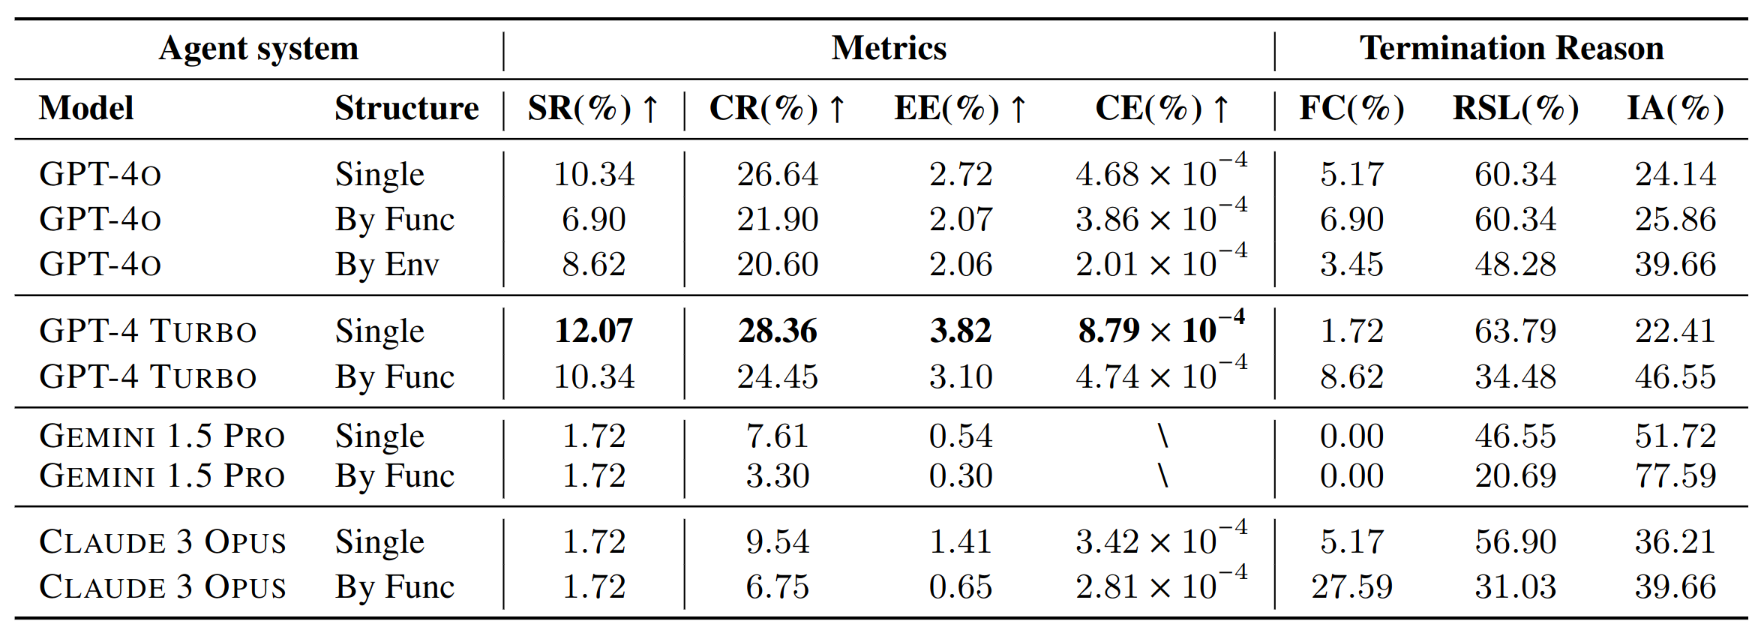 Agent system Metrics Termination Reason
Model Structure SR(%) ↑ CR(%) ↑ EE(%) ↑ CE(%) ↑ FC(%) RSL(%) IA(%)
GPT-4O Single 10.34 26.64 2.72 4.68 × 10⁻⁴ 5.17 60.34 24.14
GPT-4O By Func 6.90 21.90 2.07 3.86 × 10⁻⁴ 6.90 60.34 25.86
GPT-4O By Env 8.62 20.60 2.06 2.01 × 10⁻⁴ 3.45 48.28 39.66
GPT-4 TURBO Single 12.07 28.36 3.82 8.79 × 10⁻⁴ 1.72 63.79 22.41
GPT-4 TURBO By Func 10.34 24.45 3.10 4.74 × 10⁻⁴ 8.62 34.48 46.55
GEMINI 1.5 PRO Single 1.72 7.61 0.54 \ 0.00 46.55 51.72
GEMINI 1.5 PRO By Func 1.72 3.30 0.30 \ 0.00 20.69 77.59
CLAUDE 3 OPUS Single 1.72 9.54 1.41 3.42 × 10⁻⁴ 5.17 56.90 36.21
CLAUDE 3 OPUS By Func 1.72 6.75 0.65 2.81 × 10⁻⁴ 27.59 31.03 39.66